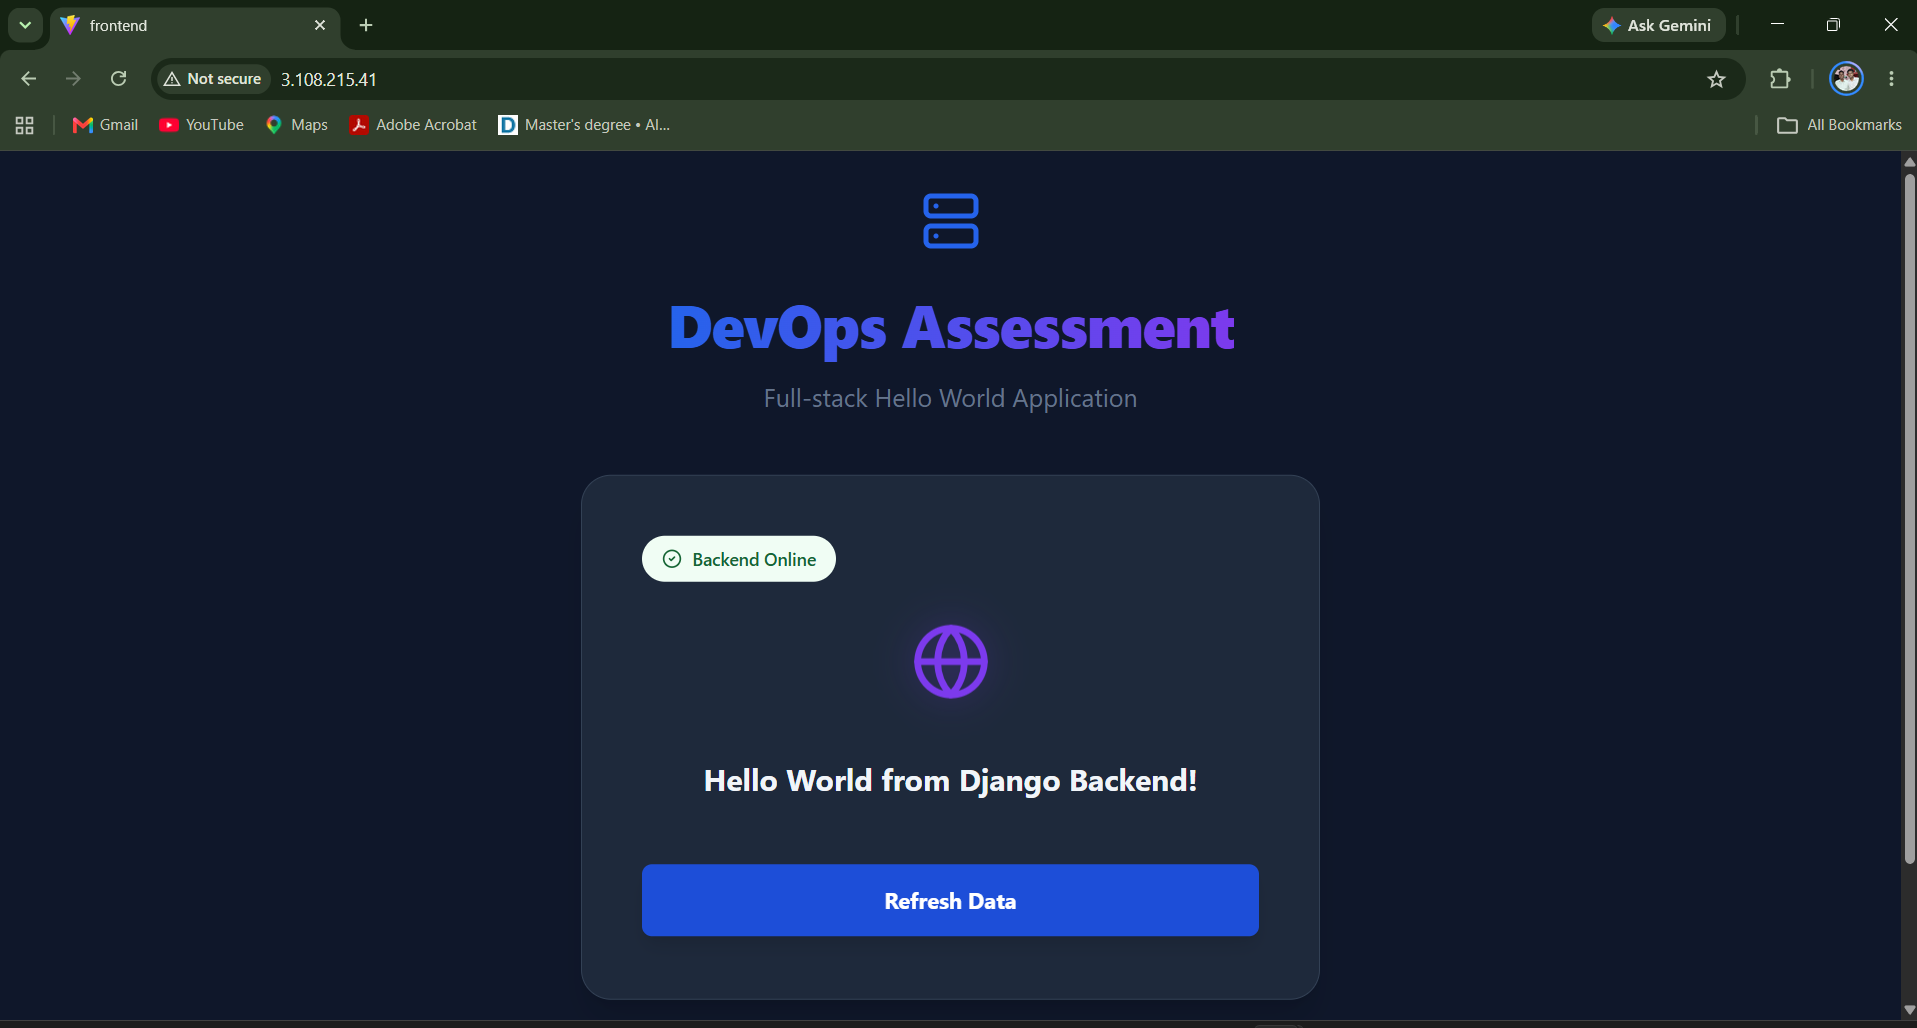 frontend
Ask Gemini
Not secure
3.108.215.41
Gmail
YouTube
Maps
Adobe Acrobat
Master's degree • Al...
All Bookmarks
DevOps Assessment
Full-stack Hello World Application
Backend Online
Hello World from Django Backend!
Refresh Data